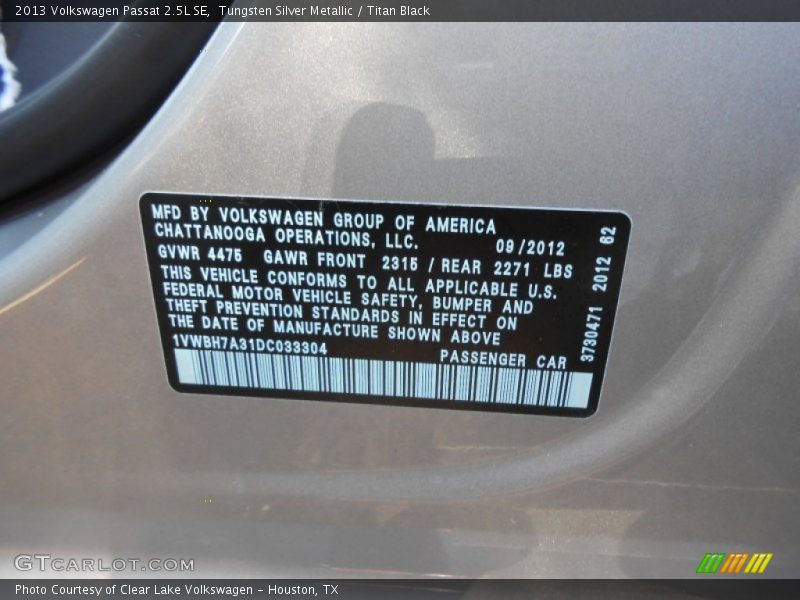 2013 Volkswagen Passat 2.5L SE,  Tungsten Silver Metallic / Titan Black
MFD BY VOLKSWAGEN GROUP OF AMERICA
CHATTANOOGA OPERATIONS, LLC. 09/2012
GVWR 4475 GAWR FRONT 2315 / REAR 2271 LBS
THIS VEHICLE CONFORMS TO ALL APPLICABLE U.S.
FEDERAL MOTOR VEHICLE SAFETY, BUMPER AND
THEFT PREVENTION STANDARDS IN EFFECT ON
THE DATE OF MANUFACTURE SHOWN ABOVE
1VWBH7A31DC033304 PASSENGER CAR
3730471 2012 62
GTCARLOT.COM
Photo Courtesy of Clear Lake Volkswagen – Houston, TX